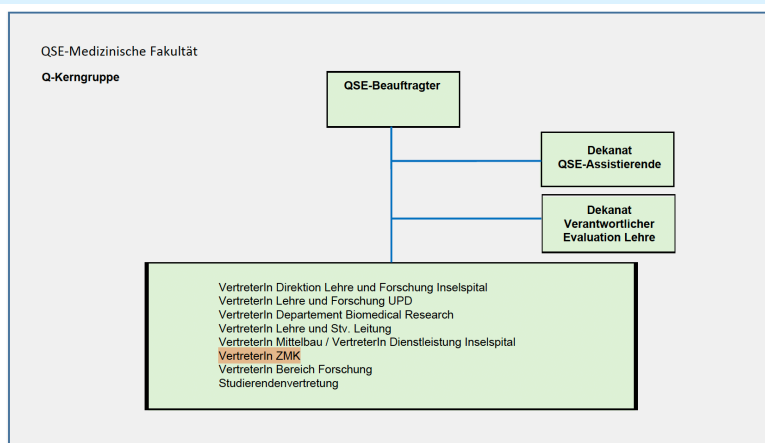 QSE-Medizinische Fakultät
Q-Kerngruppe
QSE-Beauftragter
Dekanat
QSE-Assistierende
Dekanat
Verantwortlicher
Evaluation Lehre
VertreterIn Direktion Lehre und Forschung Inselspital
VertreterIn Lehre und Forschung UPD
VertreterIn Departement Biomedical Research
VertreterIn Lehre und Stv. Leitung
VertreterIn Mittelbau / VertreterIn Dienstleistung Inselspital
VertreterIn ZMK
VertreterIn Bereich Forschung
Studierendenvertretung